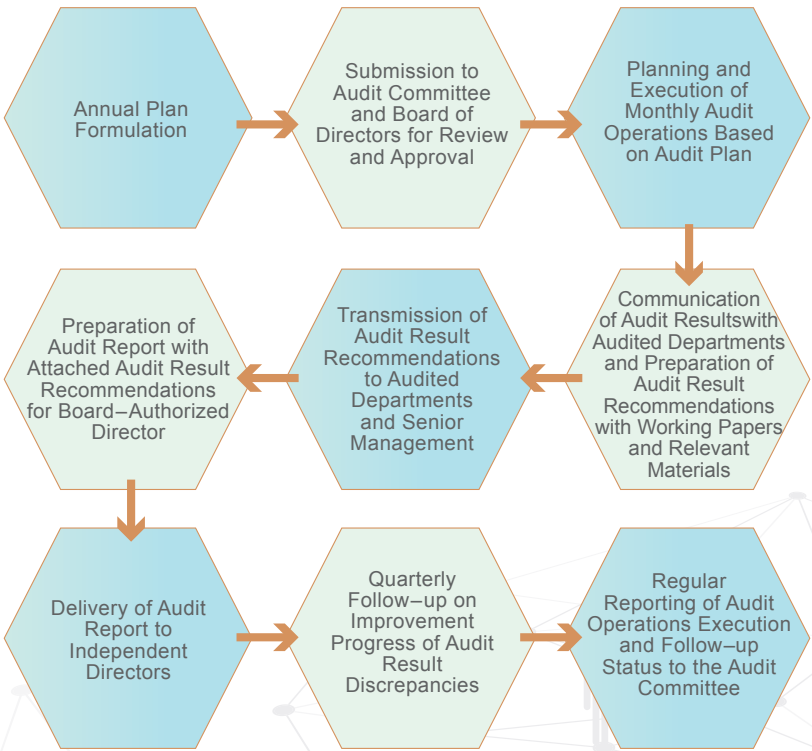 Annual Plan
Formulation
Submission to
Audit Committee
and Board of
Directors for Review
and Approval
Planning and
Execution of
Monthly Audit
Operations Based
on Audit Plan
Communication
of Audit Resultswith
Audited Departments
and Preparation of
Audit Result
Recommendations
with Working Papers
and Relevant
Materials
Transmission of
Audit Result
Recommendations
to Audited
Departments
and Senior
Management
Preparation of
Audit Report with
Attached Audit Result
Recommendations
for Board–Authorized
Director
Delivery of Audit
Report to
Independent
Directors
Quarterly
Follow–up on
Improvement
Progress of Audit
Result
Discrepancies
Regular
Reporting of Audit
Operations Execution
and Follow–up
Status to the Audit
Committee